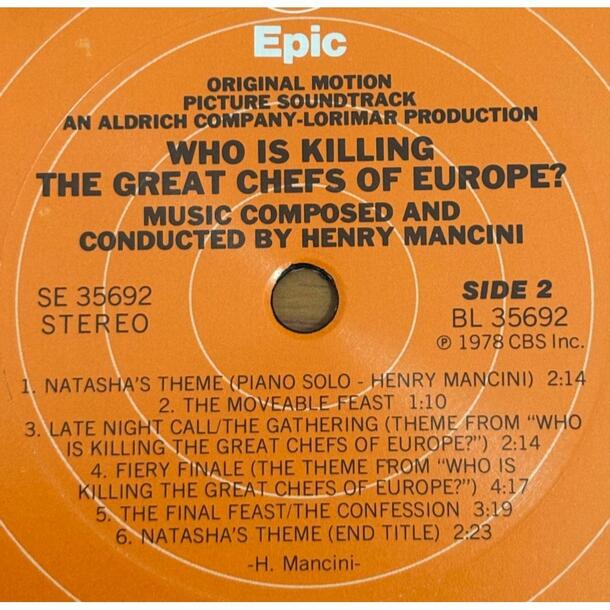 Epic
ORIGINAL MOTION
PICTURE SOUNDTRACK
AN ALDRICH COMPANY-LORIMAR PRODUCTION
WHO IS KILLING
THE GREAT CHEFS OF EUROPE?
MUSIC COMPOSED AND
CONDUCTED BY HENRY MANCINI
SE 35692
STEREO
SIDE 2
BL 35692
℗ 1978 CBS Inc.
1. NATASHA'S THEME (PIANO SOLO - HENRY MANCINI) 2:14
2. THE MOVEABLE FEAST 1:10
3. LATE NIGHT CALL/THE GATHERING (THEME FROM "WHO
IS KILLING THE GREAT CHEFS OF EUROPE?") 2:14
4. FIERY FINALE (THE THEME FROM "WHO IS
KILLING THE GREAT CHEFS OF EUROPE?") 4:17
5. THE FINAL FEAST/THE CONFESSION 3:19
6. NATASHA'S THEME (END TITLE) 2:23
-H. Mancini-